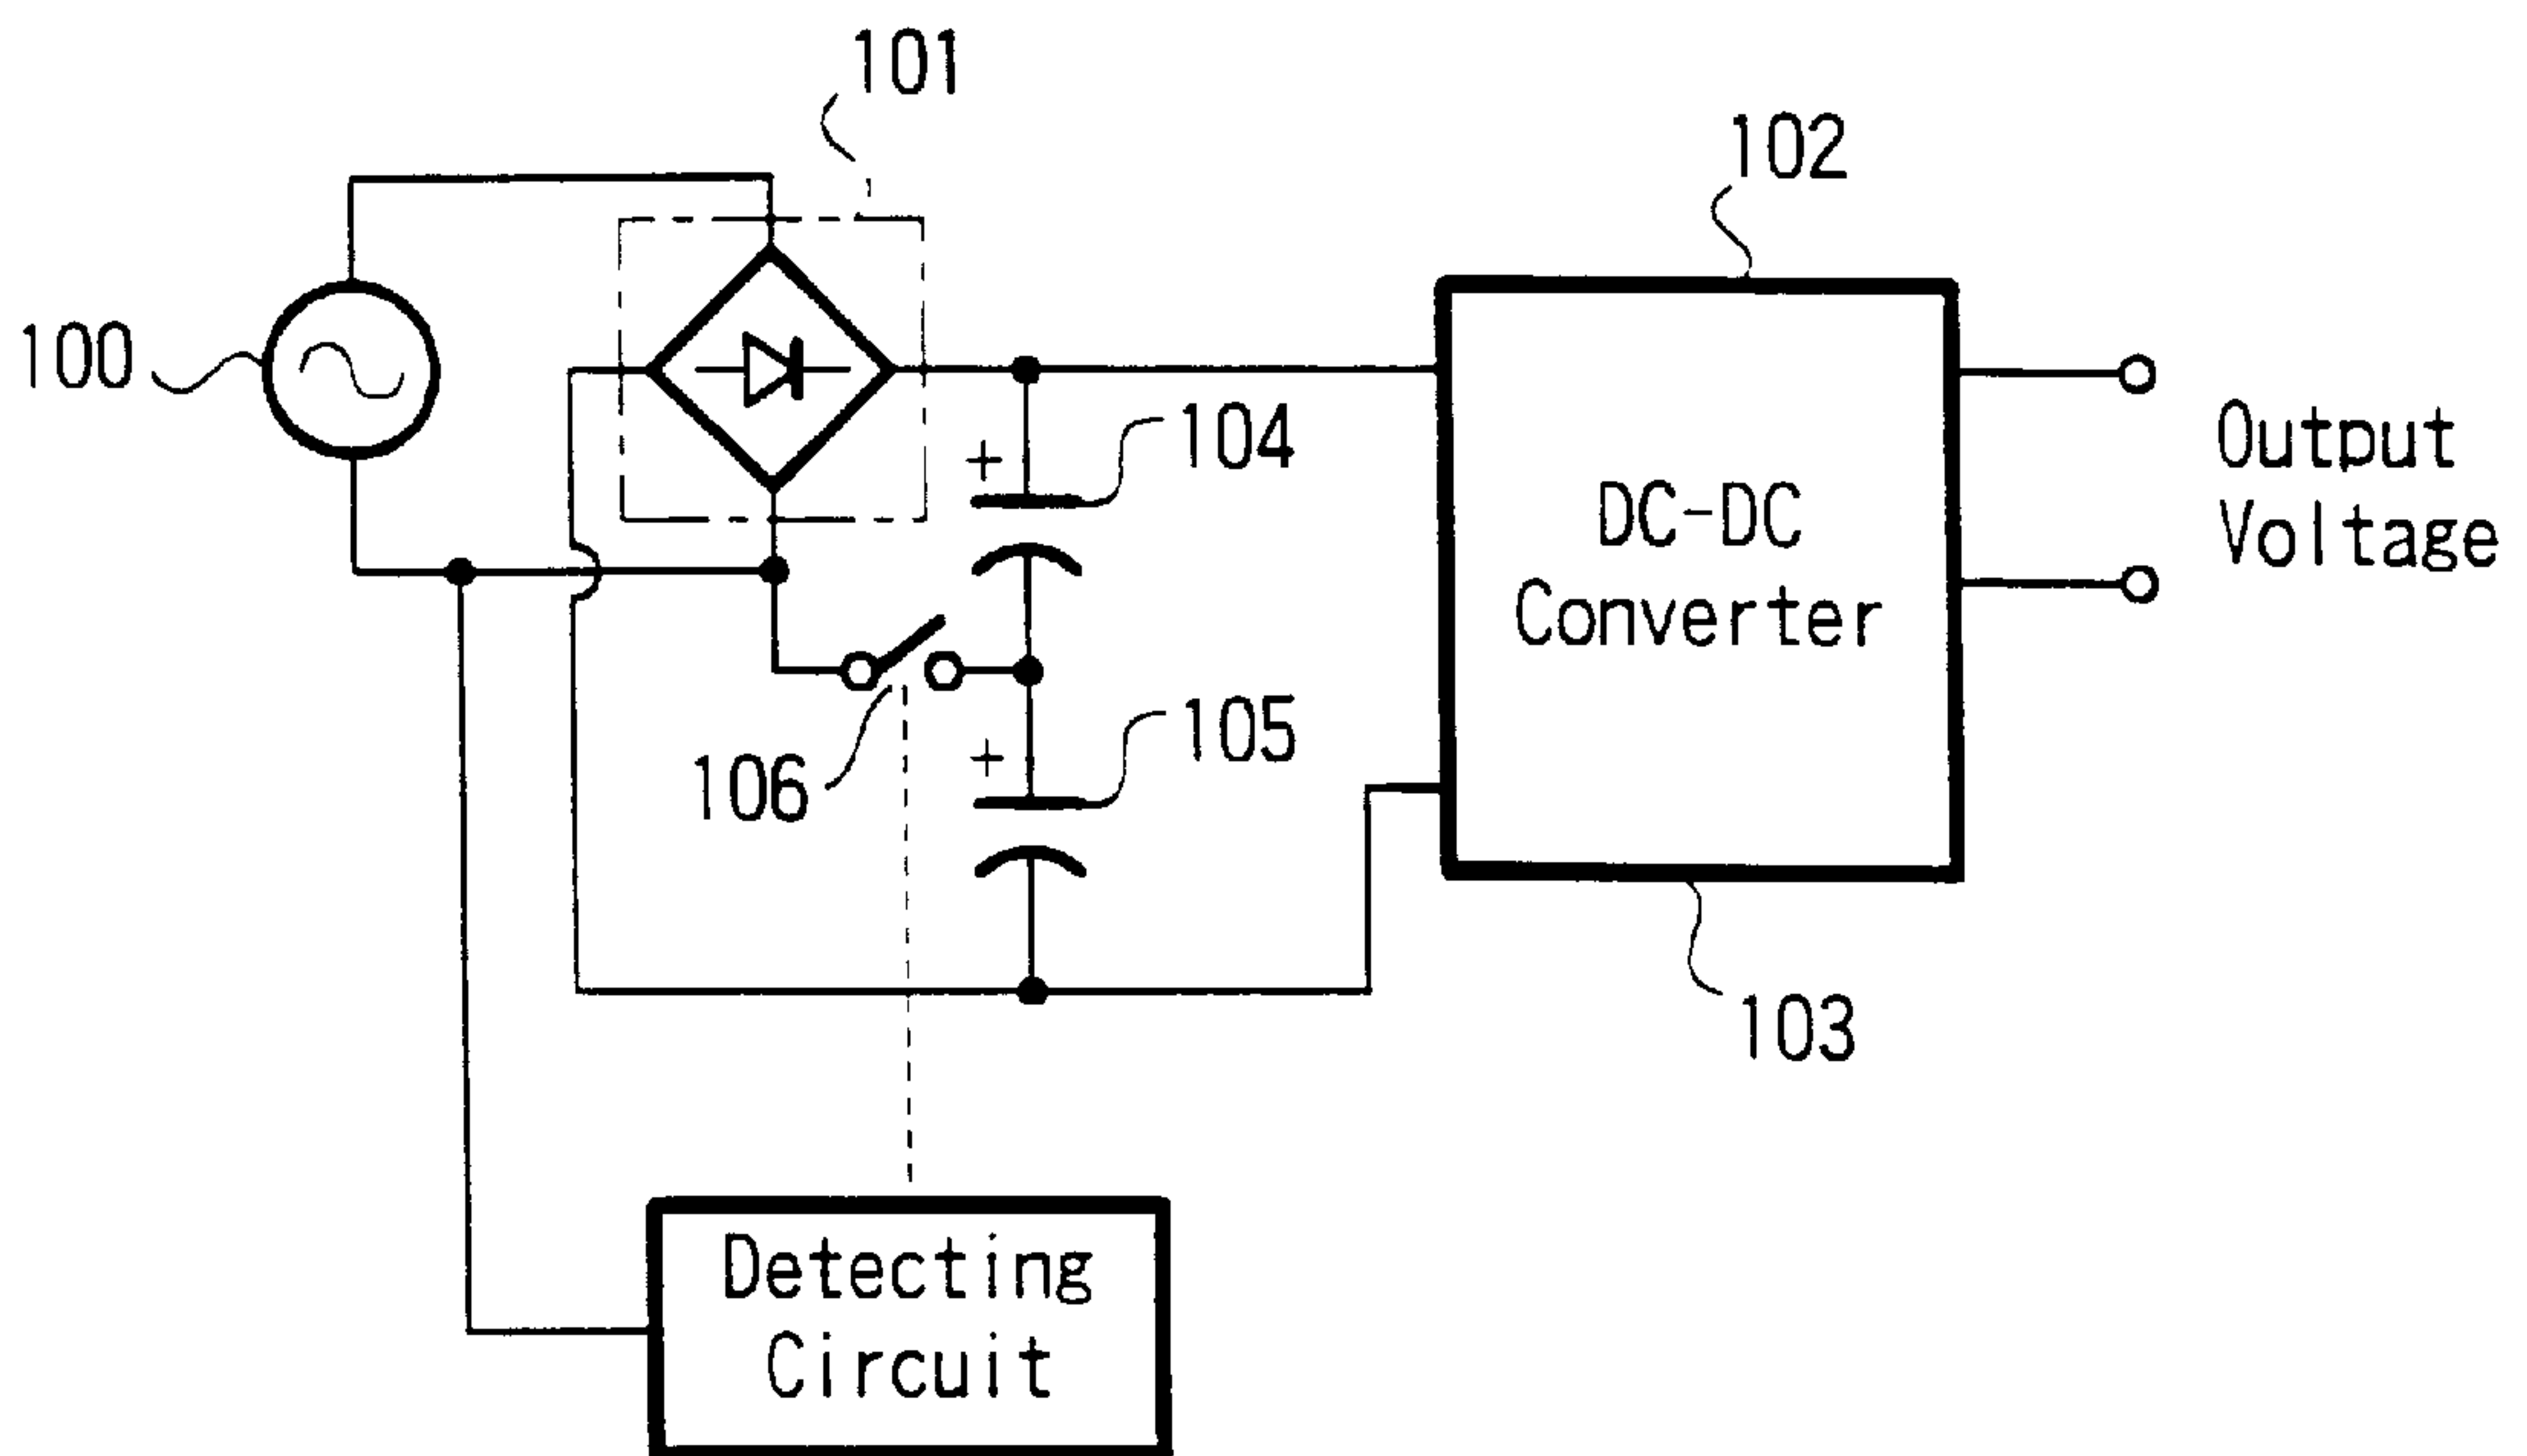 101
102
100
104
Output
Voltage
DC-DC
Converter
+
105
+
106
103
Detecting
Circuit